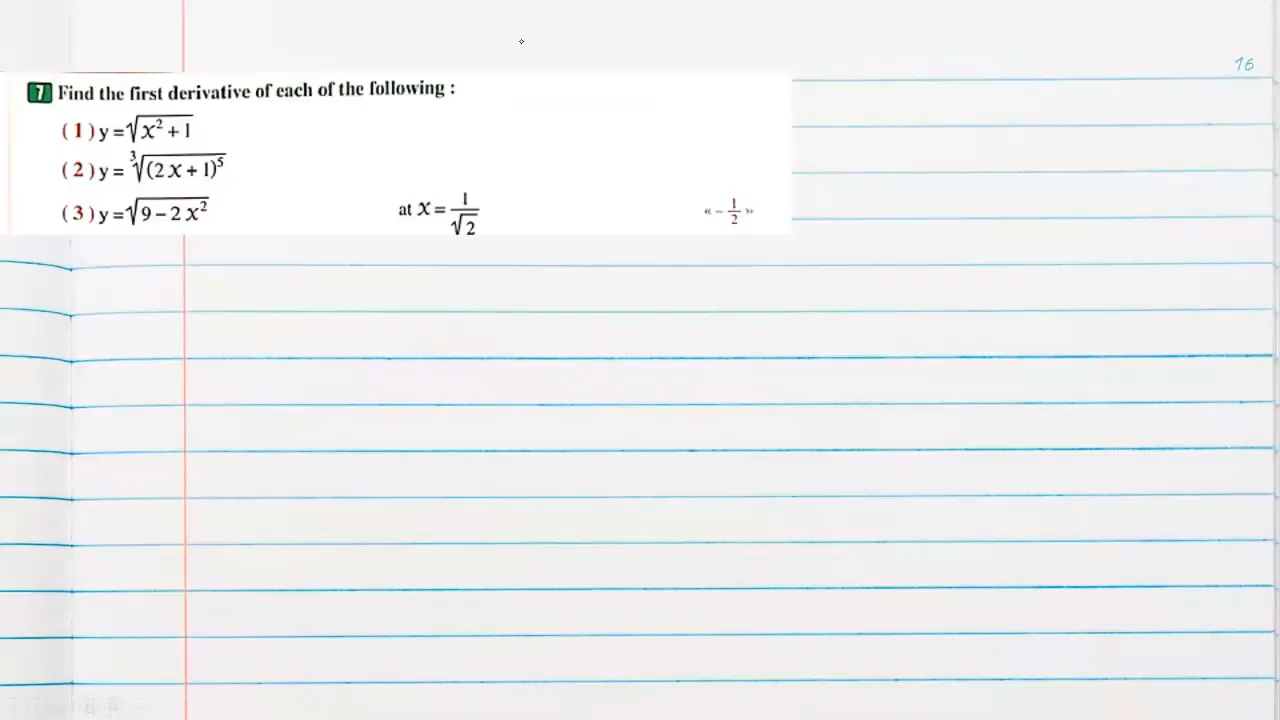 16
7 Find the first derivative of each of the following :
(1) y = √(x² + 1)
(2) y = ³√((2x + 1)⁵)
(3) y = √(9 − 2x²) at x = 1/√2 « − 1/2 »